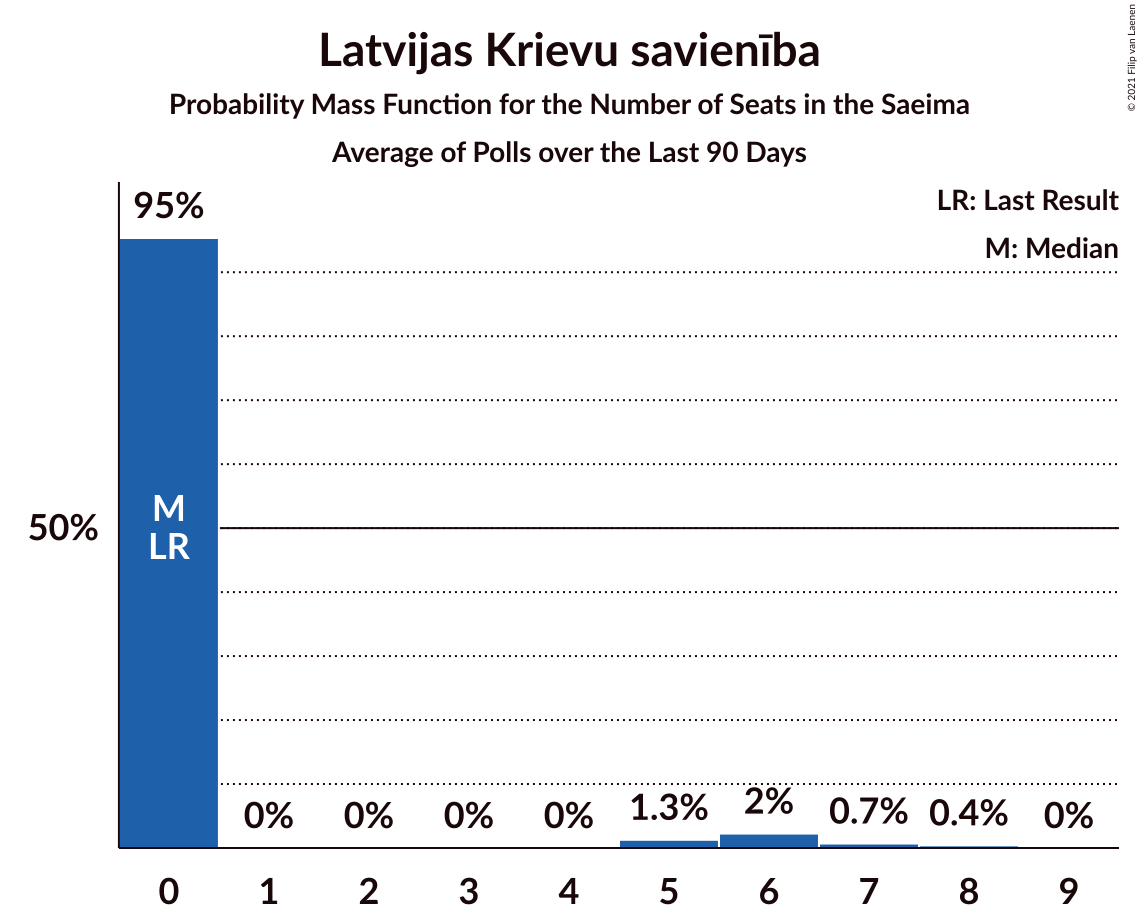 Latvijas Krievu savienība
Probability Mass Function for the Number of Seats in the Saeima
Average of Polls over the Last 90 Days
© 2021 Filip van Laenen
LR: Last Result
M: Median
95%
50%
M
LR
0% 0% 0% 0% 1.3% 2% 0.7% 0.4% 0%
0 1 2 3 4 5 6 7 8 9